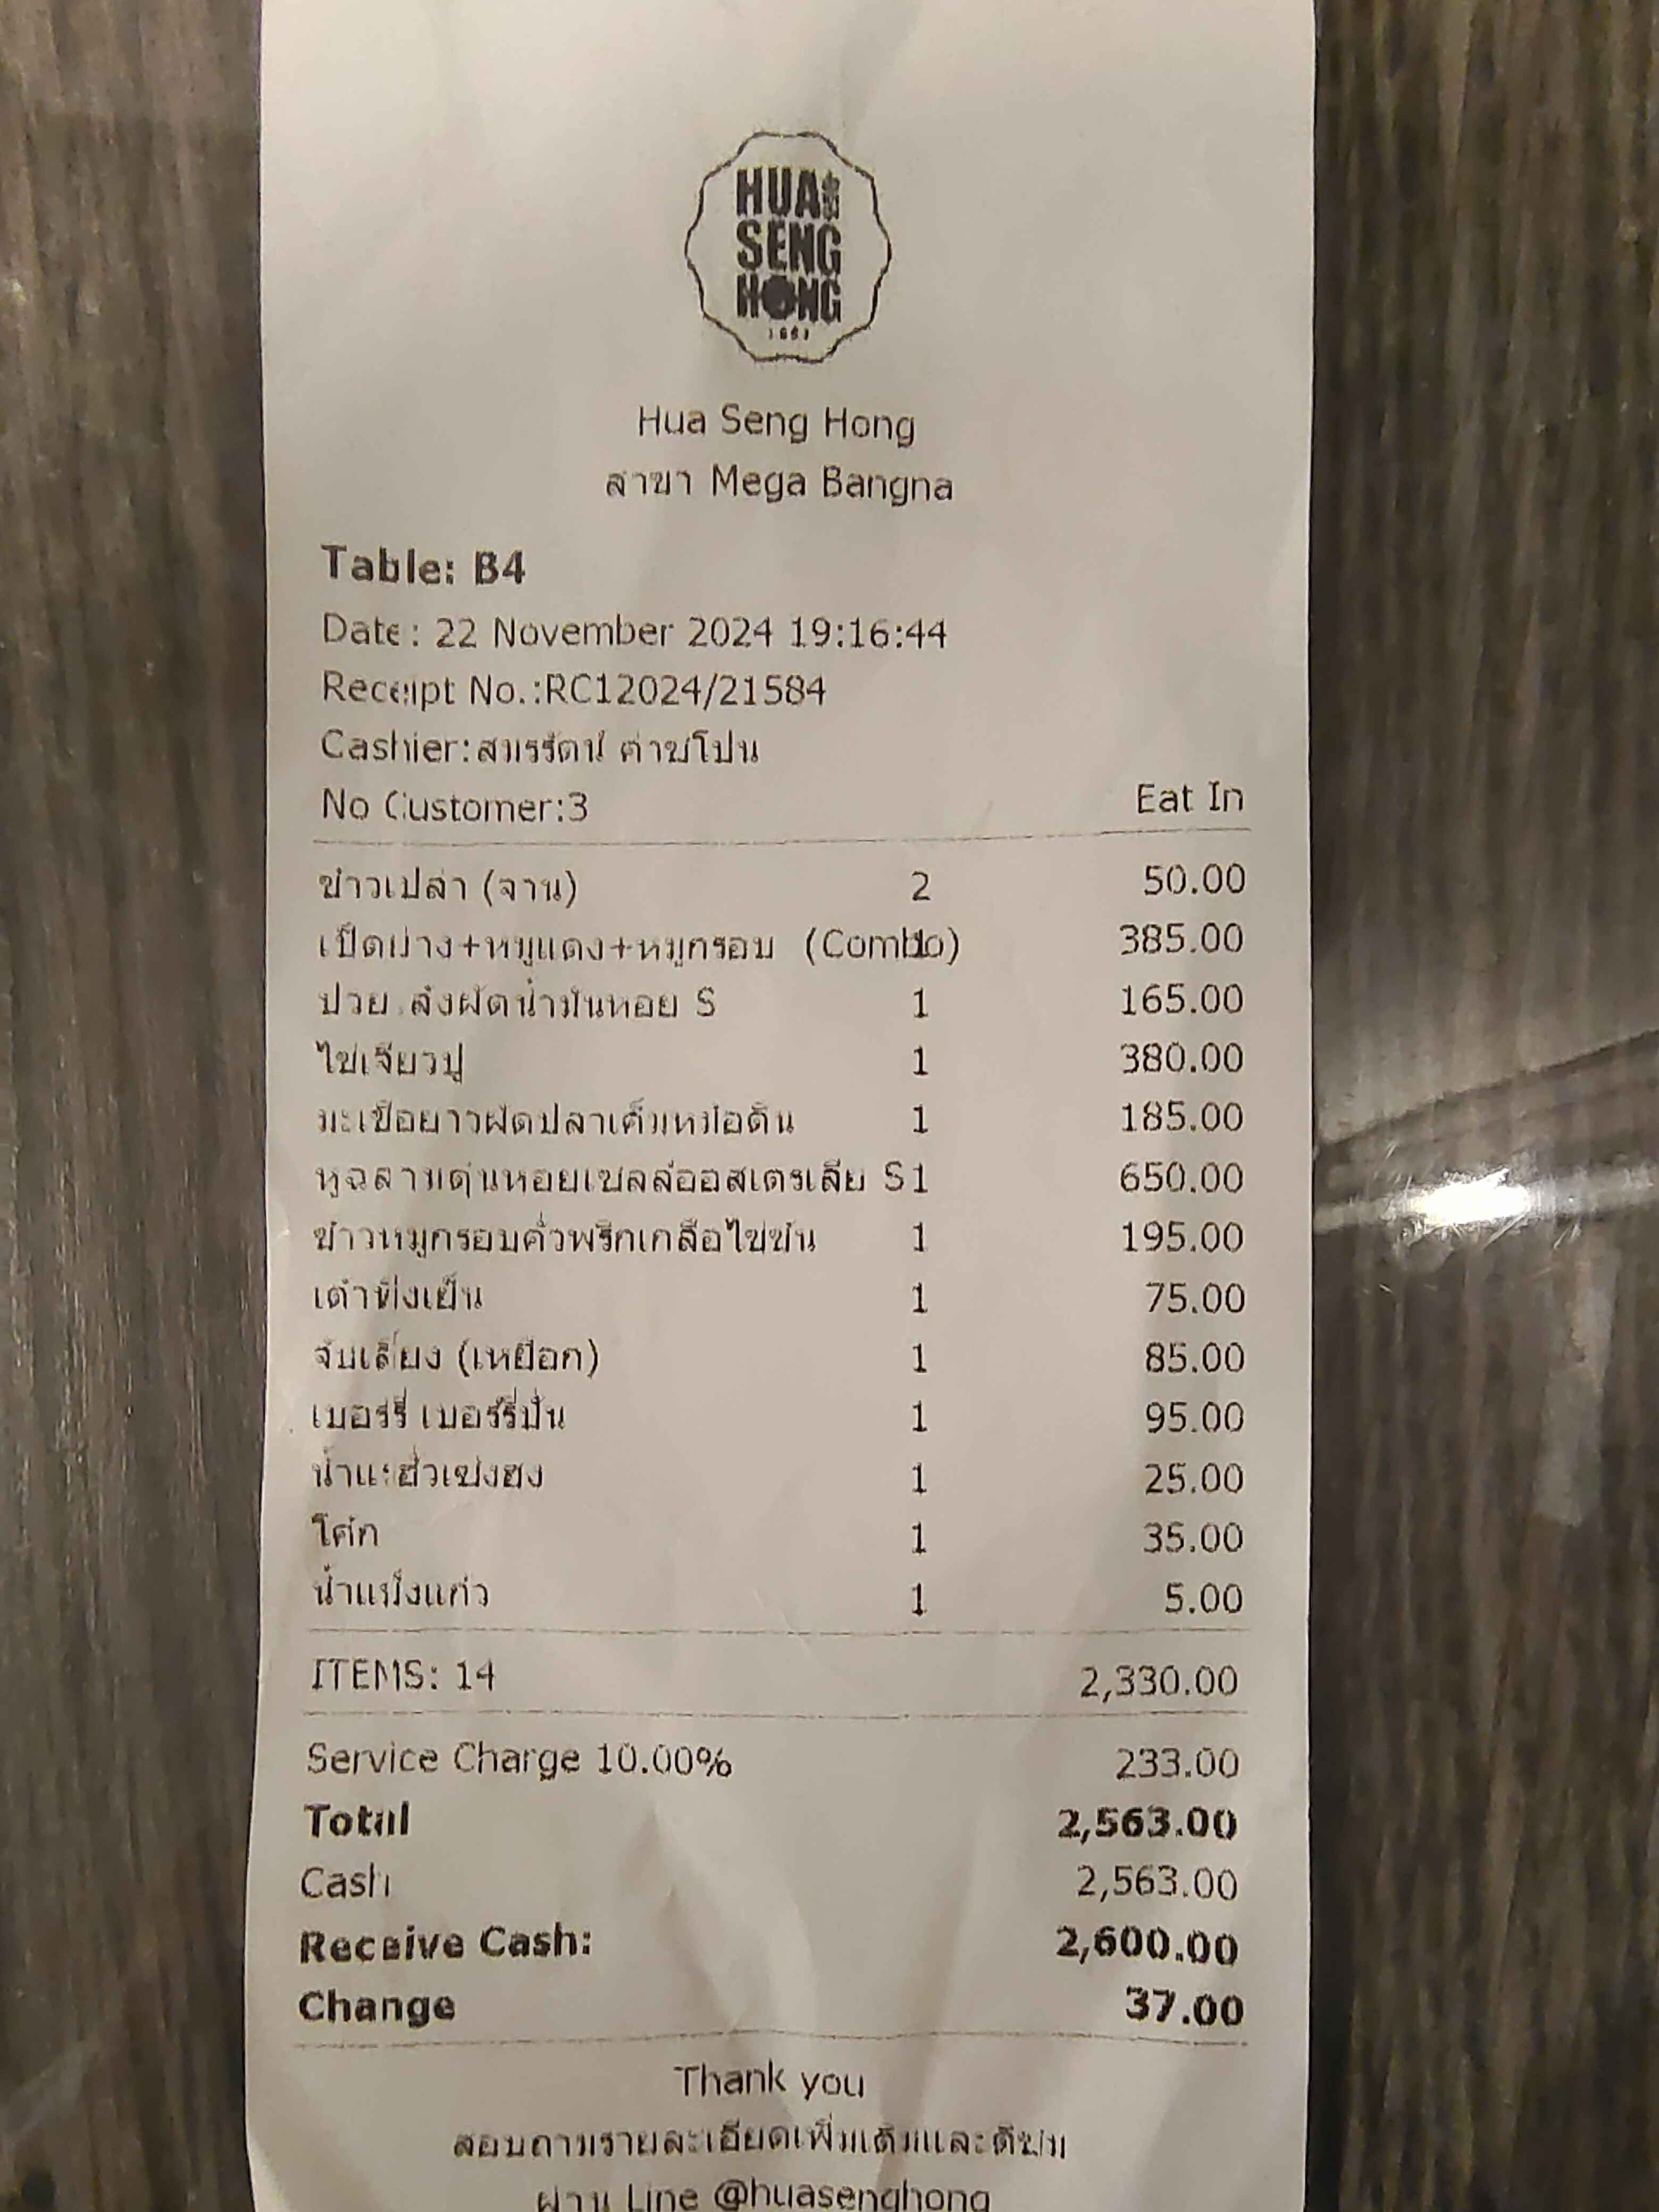 HUA
SENG
HONG
Hua Seng Hong
สาขา Mega Bangna
Table: B4
Date: 22 November 2024 19:16:44
Receipt No.:RC12024/21584
Cashier:
No Customer:3 Eat In
ข้าวเปล่า (จาน) 2 50.00
เป็ดย่าง+หมูแดง+หมูกรอบ (Combo) 1 385.00
ปวยเล้งผัดน้ำมันหอย S 1 165.00
ไข่เจียวปู 1 380.00
มะเขือยาวผัดปลาเค็มหม้อดิน 1 185.00
หูฉลามตุ๋นหอยเชลล์ออสเตรเลีย S 1 650.00
ข้าวหมูกรอบคั่วพริกเกลือไข่ข้น 1 195.00
เต้าทึงเย็น 1 75.00
จับเลี้ยง (เหยือก) 1 85.00
เบอร์รี่ เบอร์รี่ปั่น 1 95.00
น้ำแร่ฮั่วเซ่งฮง 1 25.00
โค้ก 1 35.00
น้ำแข็งแก้ว 1 5.00
ITEMS: 14 2,330.00
Service Charge 10.00% 233.00
Total 2,563.00
Cash 2,563.00
Receive Cash: 2,600.00
Change 37.00
Thank you
สอบถามรายละเอียดเพิ่มเติมและติชม
ผ่าน Line @huasenghong